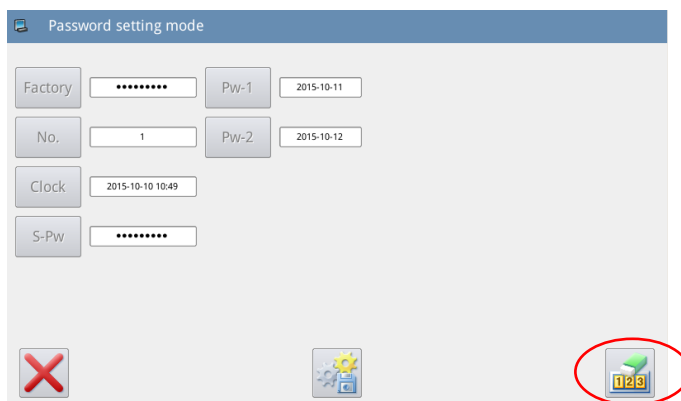 Password setting mode
Factory ••••••••• Pw-1 2015-10-11
No. 1 Pw-2 2015-10-12
Clock 2015-10-10 10:49
S-Pw •••••••••
123